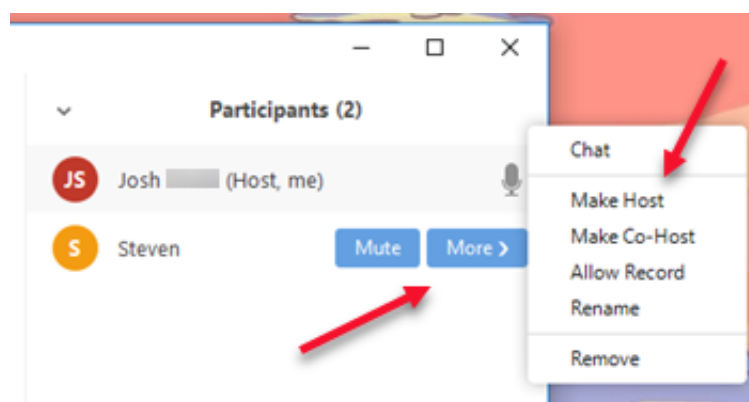 Participants (2)
JS Josh (Host, me)
S Steven Mute More >
Chat
Make Host
Make Co-Host
Allow Record
Rename
Remove